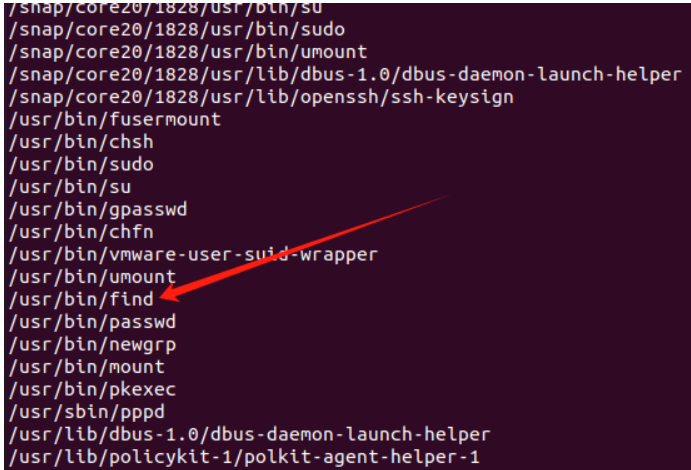 /snap/core20/1828/usr/bin/su
/snap/core20/1828/usr/bin/sudo
/snap/core20/1828/usr/bin/umount
/snap/core20/1828/usr/lib/dbus-1.0/dbus-daemon-launch-helper
/snap/core20/1828/usr/lib/openssh/ssh-keysign
/usr/bin/fusermount
/usr/bin/chsh
/usr/bin/sudo
/usr/bin/su
/usr/bin/gpasswd
/usr/bin/chfn
/usr/bin/vmware-user-suid-wrapper
/usr/bin/umount
/usr/bin/find
/usr/bin/passwd
/usr/bin/newgrp
/usr/bin/mount
/usr/bin/pkexec
/usr/sbin/pppd
/usr/lib/dbus-1.0/dbus-daemon-launch-helper
/usr/lib/policykit-1/polkit-agent-helper-1